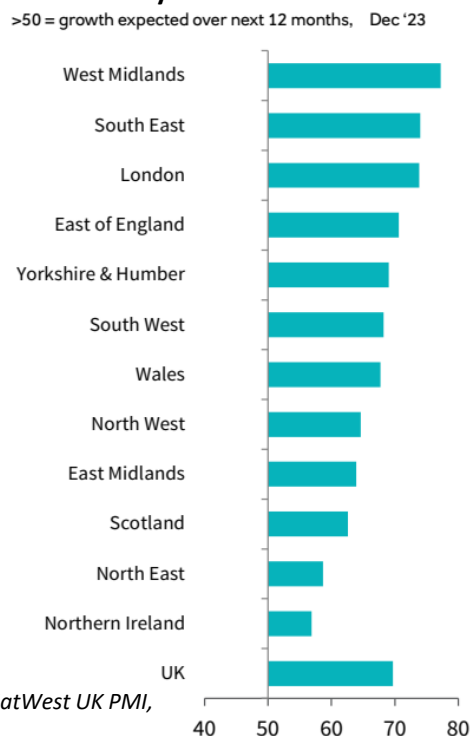 >50 = growth expected over next 12 months, Dec ‘23
West Midlands
South East
London
East of England
Yorkshire & Humber
South West
Wales
North West
East Midlands
Scotland
North East
Northern Ireland
UK
atWest UK PMI,
40 50 60 70 80